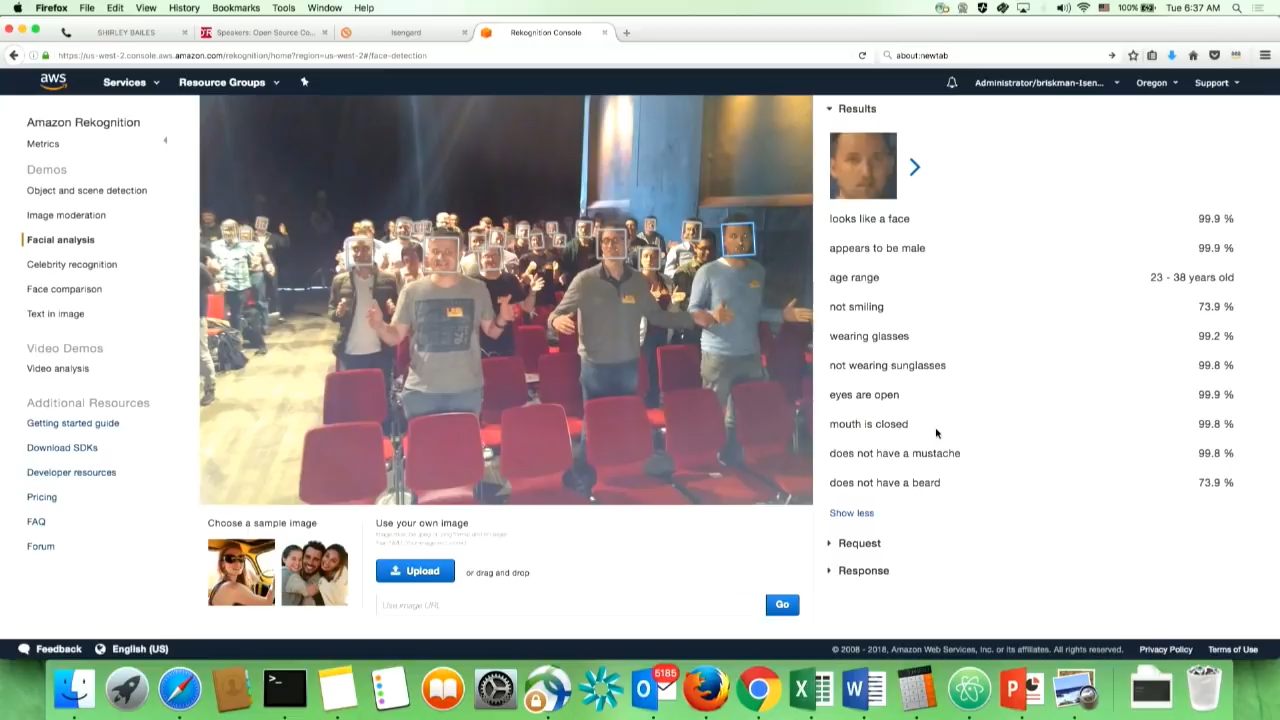 Firefox File Edit View History Bookmarks Tools Window Help 100% Tue 6:37 AM
SHIRLEY BAILES × Speakers: Open Source Co... × Isengard × Rekognition Console × +
https://us-west-2.console.aws.amazon.com/rekognition/home?region=us-west-2#/face-detection about:newtab
aws Services Resource Groups Administrator/briskman-Isen... Oregon Support
Amazon Rekognition
Metrics
Demos
Object and scene detection
Image moderation
Facial analysis
Celebrity recognition
Face comparison
Text in image
Video Demos
Video analysis
Additional Resources
Getting started guide
Download SDKs
Developer resources
Pricing
FAQ
Forum
Choose a sample image
Use your own image
Upload or drag and drop
Use image URL Go
Results
looks like a face 99.9 %
appears to be male 99.9 %
age range 23 - 38 years old
not smiling 73.9 %
wearing glasses 99.2 %
not wearing sunglasses 99.8 %
eyes are open 99.9 %
mouth is closed 99.8 %
does not have a mustache 99.8 %
does not have a beard 73.9 %
Show less
Request
Response
Feedback English (US) © 2008 - 2018, Amazon Web Services, Inc. or its affiliates. All rights reserved. Privacy Policy Terms of Use
5185